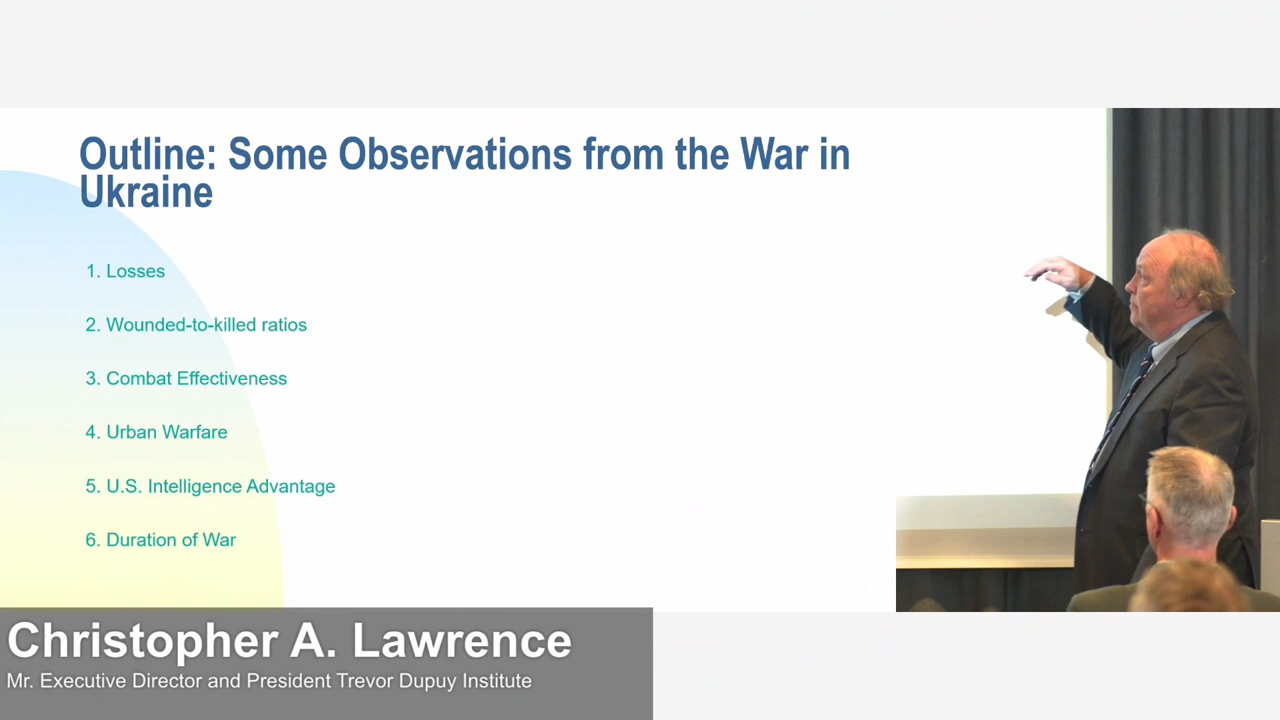 Outline: Some Observations from the War in
Ukraine
1. Losses
2. Wounded-to-killed ratios
3. Combat Effectiveness
4. Urban Warfare
5. U.S. Intelligence Advantage
6. Duration of War
Christopher A. Lawrence
Mr. Executive Director and President Trevor Dupuy Institute